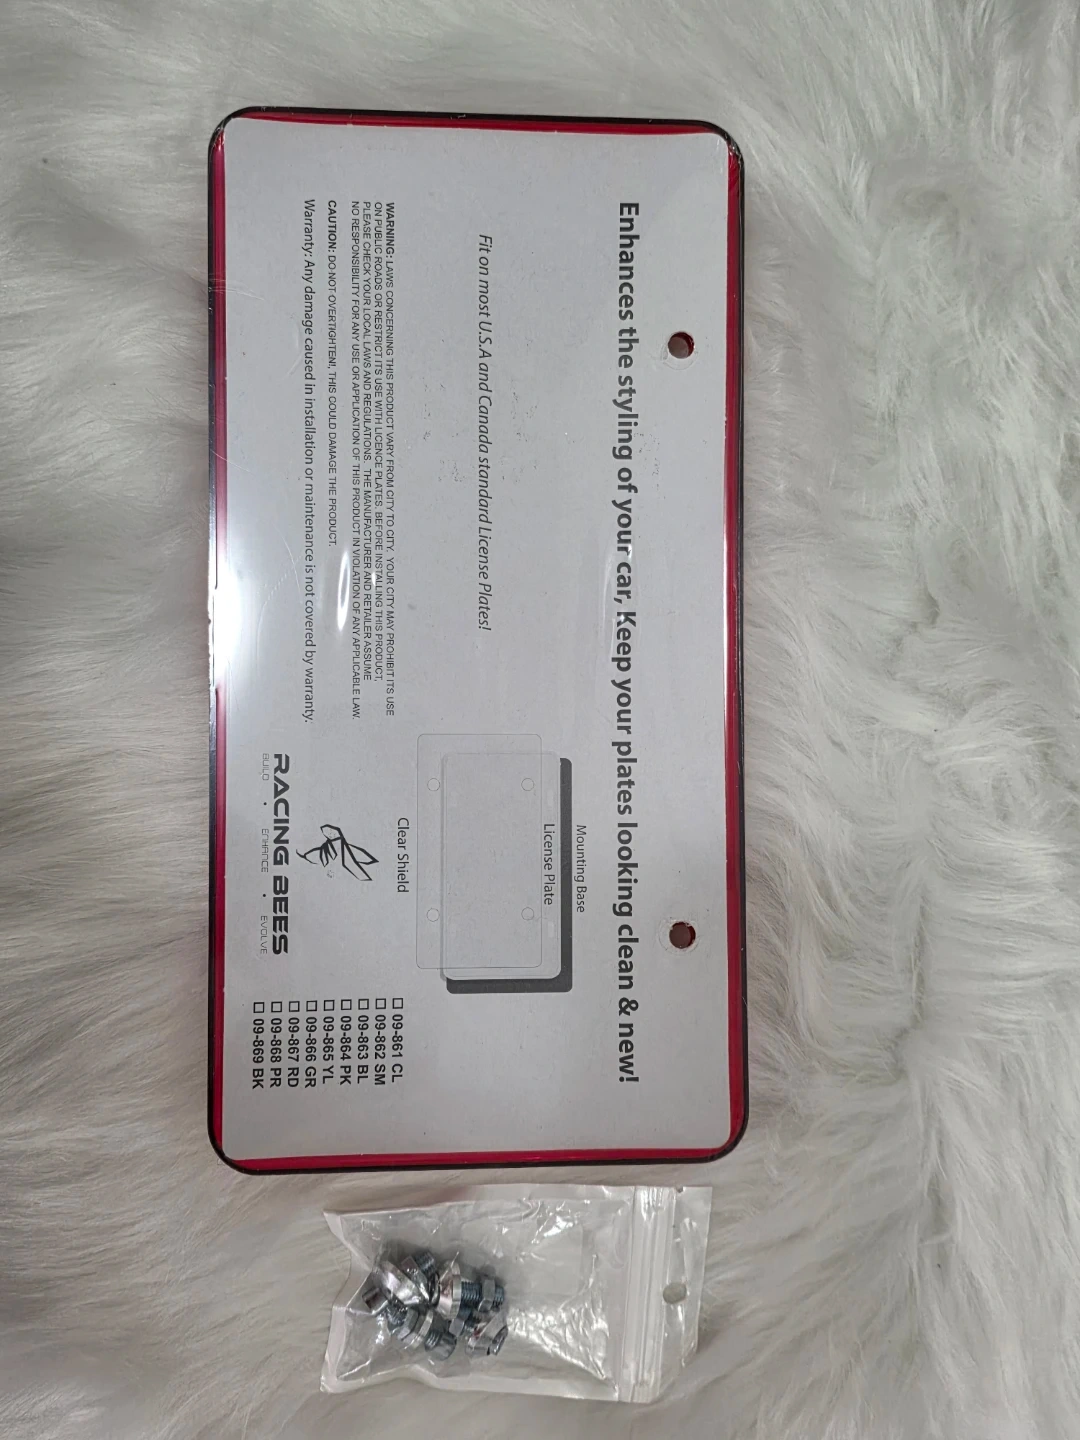 Enhances the styling of your car, Keep your plates looking clean & new!
Fit on most U.S.A and Canada standard License Plates!
Mounting Base
License Plate
Clear Shield
WARNING: LAWS CONCERNING THIS PRODUCT VARY FROM CITY TO CITY. YOUR CITY MAY PROHIBIT ITS USE
ON PUBLIC ROADS OR RESTRICT ITS USE WITH LICENCE PLATES. BEFORE INSTALLING THIS PRODUCT,
PLEASE CHECK YOUR LOCAL LAWS AND REGULATIONS. THE MANUFACTURER AND RETAILER ASSUME
NO RESPONSIBILITY FOR ANY USE OR APPLICATION OF THIS PRODUCT IN VIOLATION OF ANY APPLICABLE LAW.
CAUTION: DO NOT OVERTIGHTEN!, THIS COULD DAMAGE THE PRODUCT.
Warranty: Any damage caused in installation or maintenance is not covered by warranty.
RACING BEES
BUILD · ENHANCE · EVOLVE
☐ 09-861 CL
☐ 09-862 SM
☐ 09-863 BL
☐ 09-864 PK
☐ 09-865 YL
☐ 09-866 GR
☐ 09-867 RD
☐ 09-868 PR
☐ 09-869 BK